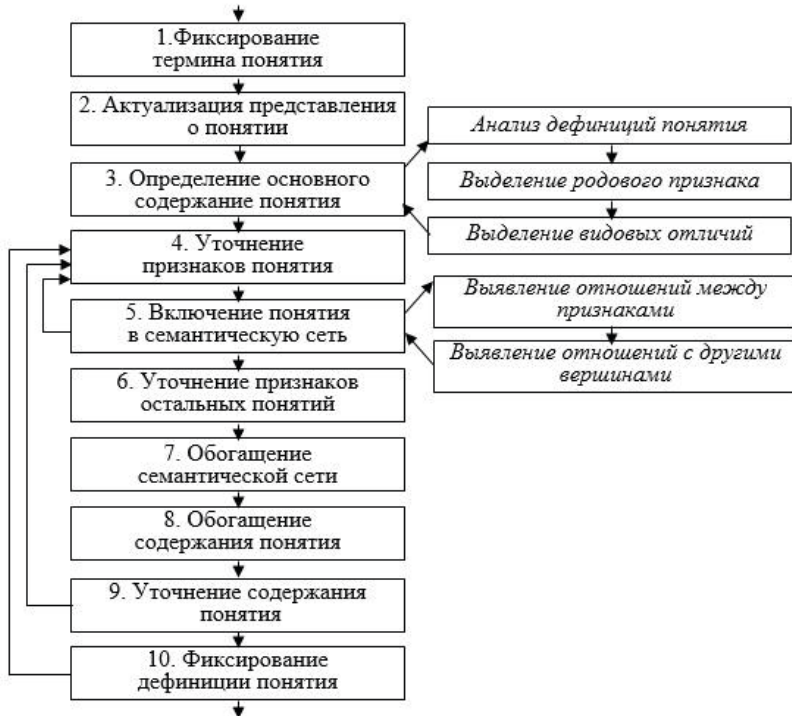 1.Фиксирование
термина понятия
2. Актуализация представления
о понятии
Анализ дефиниций понятия
3. Определение основного
содержание понятия
Выделение родового признака
Выделение видовых отличий
4. Уточнение
признаков понятия
5. Включение понятия
в семантическую сеть
Выявление отношений между
признаками
Выявление отношений с другими
вершинами
6. Уточнение признаков
остальных понятий
7. Обогащение
семантической сети
8. Обогащение
содержания понятия
9. Уточнение содержания
понятия
10. Фиксирование
дефиниции понятия